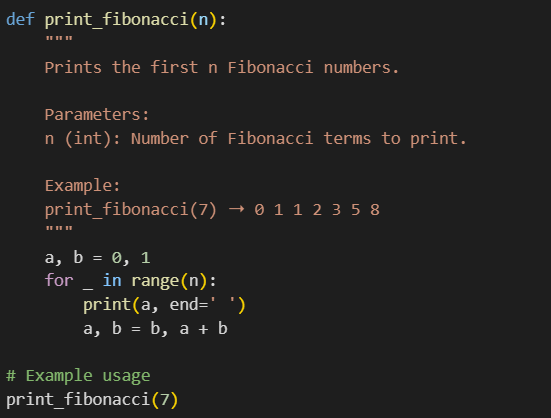 def print_fibonacci(n):
    """
    Prints the first n Fibonacci numbers.

    Parameters:
    n (int): Number of Fibonacci terms to print.

    Example:
    print_fibonacci(7) → 0 1 1 2 3 5 8
    """
    a, b = 0, 1
    for _ in range(n):
        print(a, end=' ')
        a, b = b, a + b

# Example usage
print_fibonacci(7)